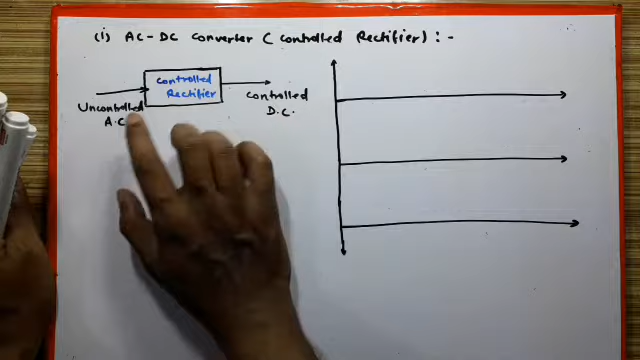 (i) AC-DC Converter ( Controlled Rectifier) :-
Controlled
Rectifier
Uncontrolled
A.C
Controlled
D.C.